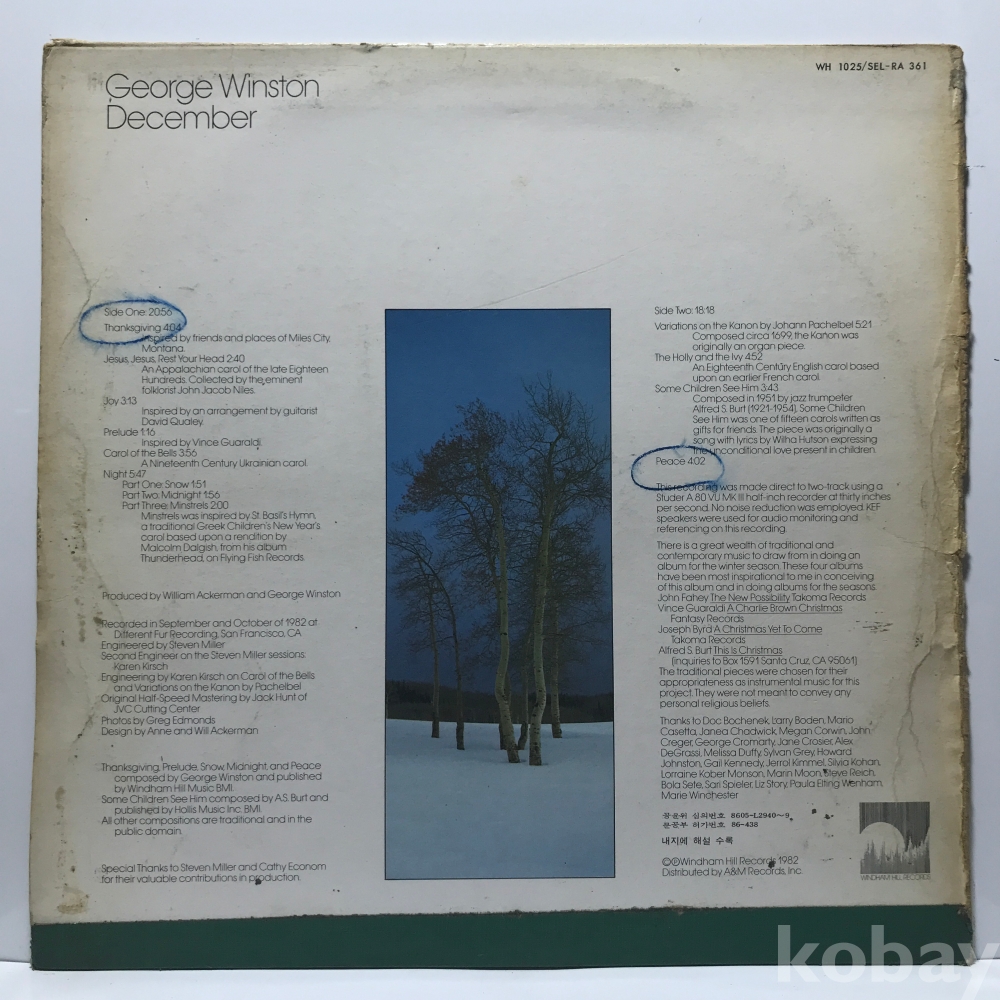 George Winston
December
WH 1025/SEL-RA 361
Side One: 20:56
Thanksgiving 4:04
Inspired by friends and places of Miles City,
Montana.
Jesus, Jesus, Rest Your Head 2:40
An Appalachian carol of the late Eighteen
Hundreds. Collected by the eminent
folklorist John Jacob Niles.
Joy 3:13
Inspired by an arrangement by guitarist
David Qualey.
Prelude 1:16
Inspired by Vince Guaraldi.
Carol of the Bells 3:56
A Nineteenth Century Ukrainian carol.
Night 5:47
Part One: Snow 1:51
Part Two: Midnight 1:56
Part Three: Minstrels 2:00
Minstrels was inspired by St. Basil's Hymn,
a traditional Greek Children's New Year's
carol based upon a rendition by
Malcolm Dalglish, from his album
Thunderhead, on Flying Fish Records.
Produced by William Ackerman and George Winston
Recorded in September and October of 1982 at
Different Fur Recording, San Francisco, CA
Engineered by Steven Miller
Second Engineer on the Steven Miller sessions:
Karen Kirsch
Engineering by Karen Kirsch on Carol of the Bells
and Variations on the Kanon by Pachelbel
Original Half-Speed Mastering by Jack Hunt of
JVC Cutting Center
Photos by Greg Edmonds
Design by Anne and Will Ackerman
Thanksgiving, Prelude, Snow, Midnight, and Peace
composed by George Winston and published
by Windham Hill Music BMI.
Some Children See Him composed by A.S. Burt and
published by Hollis Music Inc. BMI.
All other compositions are traditional and in the
public domain.
Special Thanks to Steven Miller and Cathy Econom
for their valuable contributions in production.
Side Two: 18:18
Variations on the Kanon by Johann Pachelbel 5:21
Composed circa 1699, the Kanon was
originally an organ piece.
The Holly and the Ivy 4:52
An Eighteenth Century English carol based
upon an earlier French carol.
Some Children See Him 3:43
Composed in 1951 by jazz trumpeter
Alfred S. Burt (1921-1954), Some Children
See Him was one of fifteen carols written as
gifts for friends. The piece was originally a
song with lyrics by Wilha Hutson expressing
the unconditional love present in children.
Peace 4:02
This recording was made direct to two-track using a
Studer A 80 VU MK III half-inch recorder at thirty inches
per second. No noise reduction was employed. KEF
speakers were used for audio monitoring and
referencing on this recording.
There is a great wealth of traditional and
contemporary music to draw from in doing an
album for the winter season. These four albums
have been most inspirational to me in conceiving
of this album and in doing albums for the seasons.
John Fahey The New Possibility Takoma Records
Vince Guaraldi A Charlie Brown Christmas
Fantasy Records
Joseph Byrd A Christmas Yet To Come
Takoma Records
Alfred S. Burt This Is Christmas
(inquiries to Box 1591 Santa Cruz, CA 95061)
The traditional pieces were chosen for their
appropriateness as instrumental music for this
project. They were not meant to convey any
personal religious beliefs.
Thanks to Doc Bochenek, Larry Boden, Mario
Casetta, Janea Chadwick, Megan Corwin, John
Creger, George Cromarty, Jane Crosier, Alex
DeGrassi, Melissa Duffy, Sylvan Grey, Howard
Johnston, Gail Kennedy, Jerrol Kimmel, Silvia Kohan,
Lorraine Kober Monson, Marin Moon, Steve Reich,
Bola Sete, Sari Spieler, Liz Story, Paula Elting Wenham,
Marie Winchester
공윤위 심의번호 8605-L2940~9
문공부 허가번호 86-438
내지에 해설 수록
©℗Windham Hill Records 1982
Distributed by A&M Records, Inc.
WINDHAM HILL RECORDS
kobay